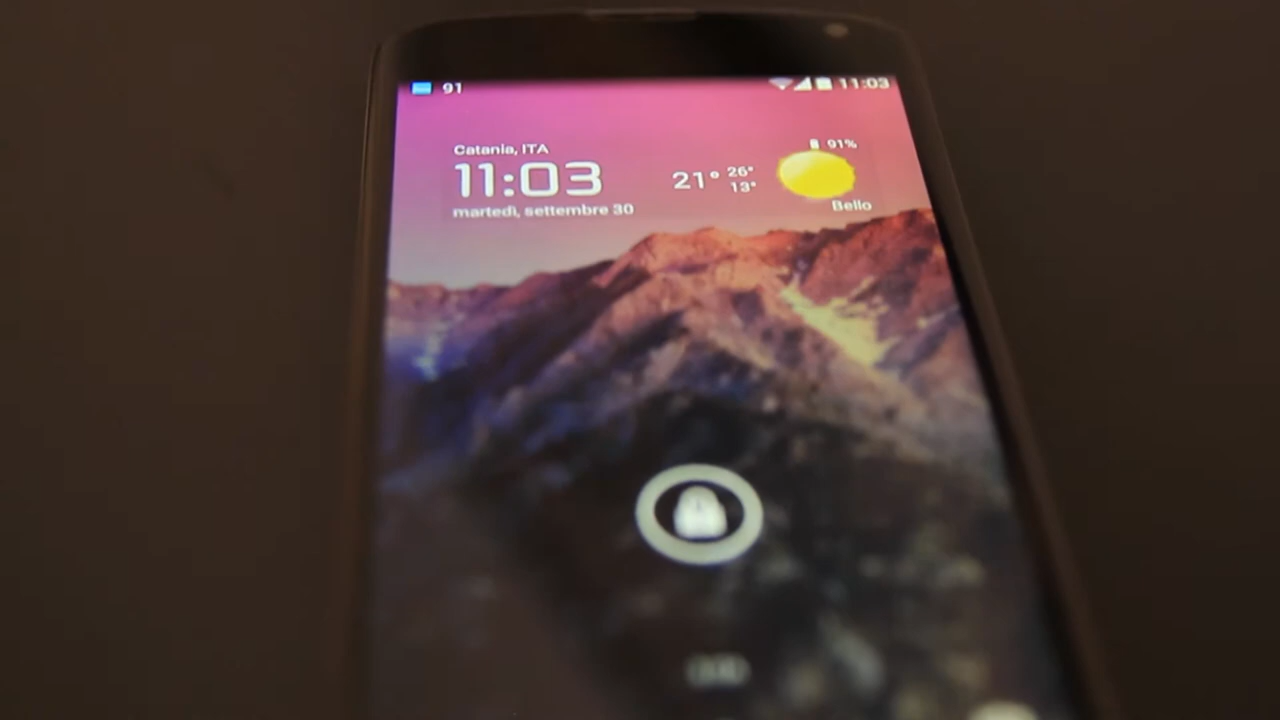 91
11:03
Catania, ITA
11:03
martedì, settembre 30
21° 26°
13°
91%
Bello